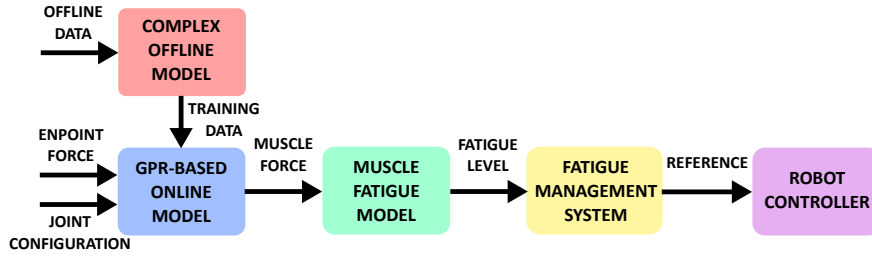 OFFLINE
DATA
COMPLEX
OFFLINE
MODEL
TRAINING
DATA
ENPOINT
FORCE
JOINT
CONFIGURATION
GPR-BASED
ONLINE
MODEL
MUSCLE
FORCE
MUSCLE
FATIGUE
MODEL
FATIGUE
LEVEL
FATIGUE
MANAGEMENT
SYSTEM
REFERENCE
ROBOT
CONTROLLER